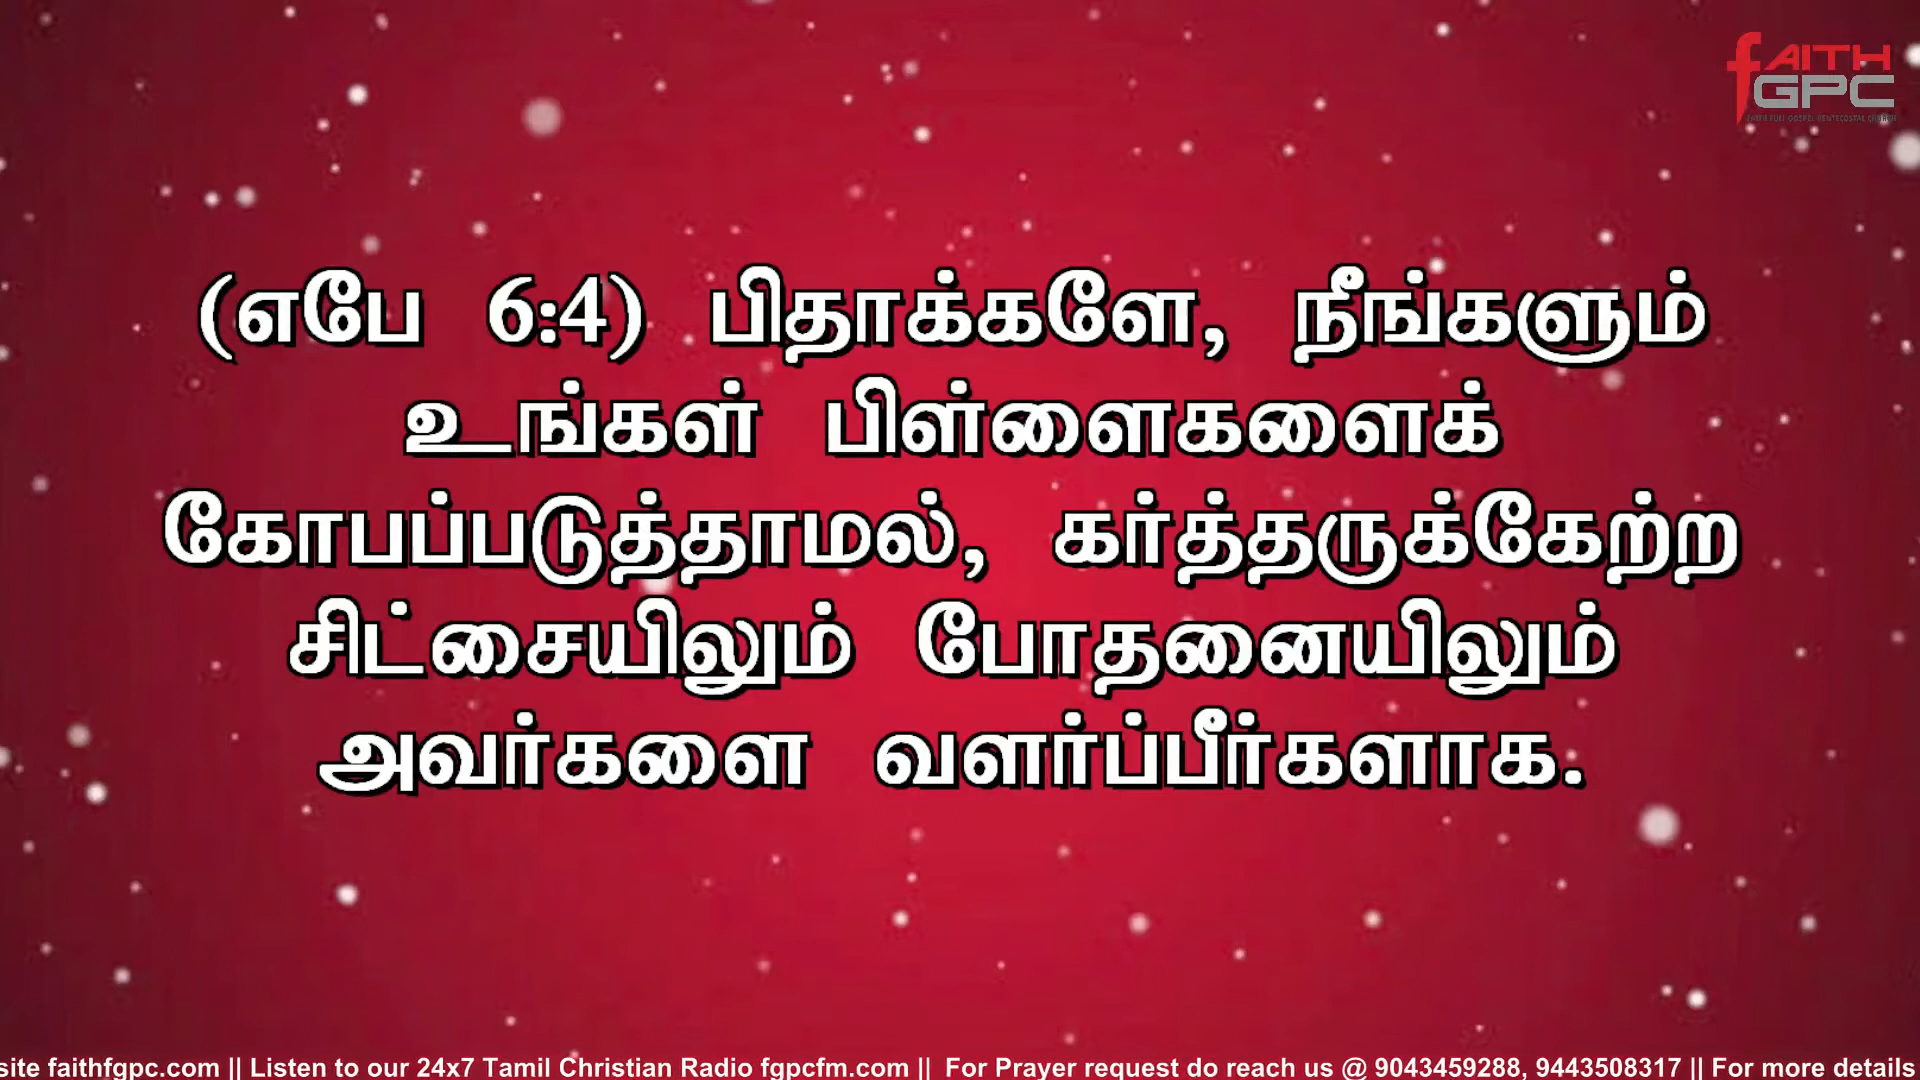 fAITH
GPC
(எபே 6:4) பிதாக்களே, நீங்களும்
உங்கள் பிள்ளைகளைக்
கோபப்படுத்தாமல், கர்த்தருக்கேற்ற
சிட்சையிலும் போதனையிலும்
அவர்களை வளர்ப்பீர்களாக.
site faithfgpc.com || Listen to our 24x7 Tamil Christian Radio fgpcfm.com || For Prayer request do reach us @ 9043459288, 9443508317 || For more details